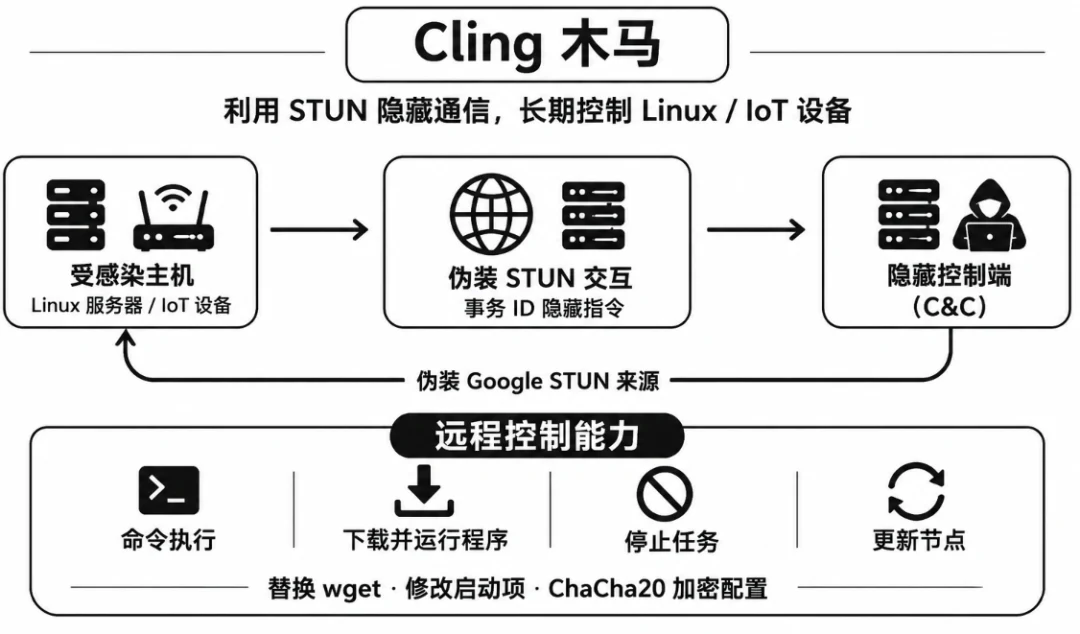 Cling 木马
利用 STUN 隐藏通信，长期控制 Linux / IoT 设备
受感染主机
Linux 服务器 / IoT 设备
伪装 STUN 交互
事务 ID 隐藏指令
隐藏控制端
（C&C）
伪装 Google STUN 来源
远程控制能力
命令执行
下载并运行程序
停止任务
更新节点
替换 wget · 修改启动项 · ChaCha20 加密配置